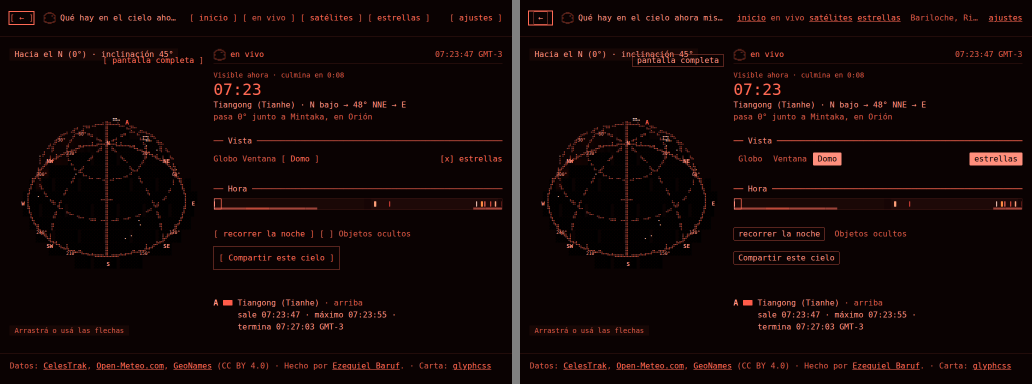 [ ← ] Qué hay en el cielo aho… [ inicio ] [ en vivo ] [ satélites ] [ estrellas ] [ ajustes ]
Hacia el N (0°) · inclinación 45°
[ pantalla completa ]
en vivo 07:23:47 GMT-3
Visible ahora · culmina en 0:08
07:23
Tiangong (Tianhe) · N bajo → 48° NNE → E
pasa 0° junto a Mintaka, en Orión
Vista
Globo Ventana [ Domo ] [x] estrellas
Hora
[ recorrer la noche ] [ ] Objetos ocultos
[ Compartir este cielo ]
A
N
NW
NE
W
E
SW
SE
S
A Tiangong (Tianhe) · arriba
sale 07:23:47 · máximo 07:23:55 ·
termina 07:27:03 GMT-3
Arrastrá o usá las flechas
Datos: CelesTrak, Open-Meteo.com, GeoNames (CC BY 4.0) · Hecho por Ezequiel Baruf. · Carta: glyphcss
← Qué hay en el cielo ahora mis… inicio en vivo satélites estrellas Bariloche, Rí… ajustes
Hacia el N (0°) · inclinación 45°
pantalla completa
en vivo 07:23:47 GMT-3
Visible ahora · culmina en 0:08
07:23
Tiangong (Tianhe) · N bajo → 48° NNE → E
pasa 0° junto a Mintaka, en Orión
Vista
Globo Ventana Domo estrellas
Hora
recorrer la noche Objetos ocultos
Compartir este cielo
A
N
NW
NE
W
E
SW
SE
S
A Tiangong (Tianhe) · arriba
sale 07:23:47 · máximo 07:23:55 ·
termina 07:27:03 GMT-3
Arrastrá o usá las flechas
Datos: CelesTrak, Open-Meteo.com, GeoNames (CC BY 4.0) · Hecho por Ezequiel Baruf. · Carta: glyphcss